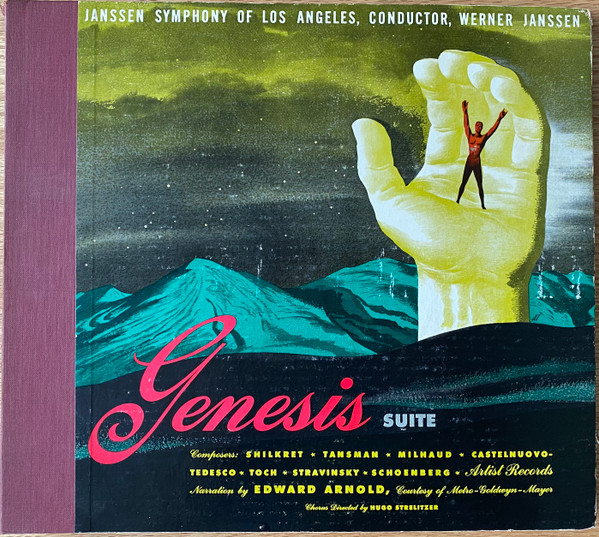 JANSSEN SYMPHONY OF LOS ANGELES, CONDUCTOR, WERNER JANSSEN
Genesis SUITE
Composers: SHILKRET ★ TANSMAN ★ MILHAUD ★ CASTELNUOVO-
TEDESCO ★ TOCH ★ STRAVINSKY ★ SCHOENBERG ★ Artist Records
Narration by EDWARD ARNOLD, Courtesy of Metro-Goldwyn-Mayer
Chorus Directed by HUGO STRELITZER